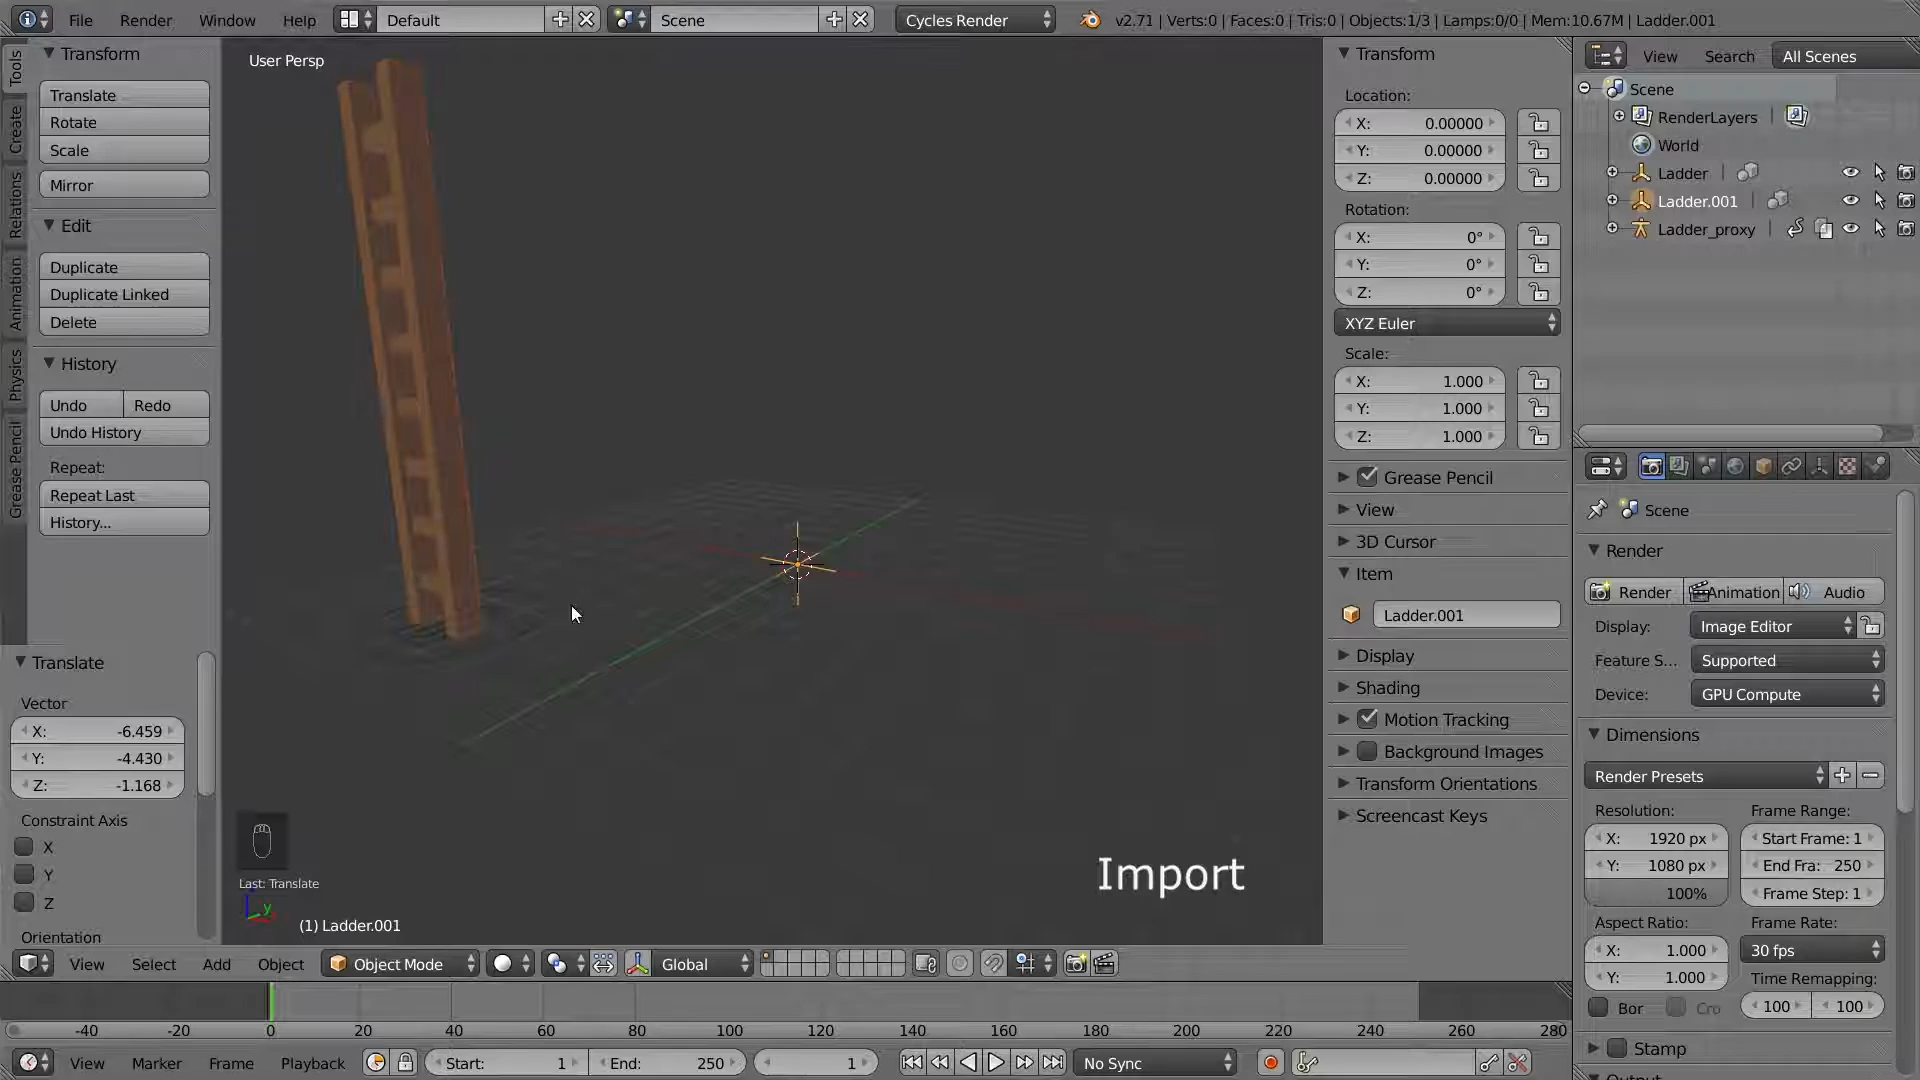 File Render Window Help Default Scene Cycles Render v2.71 | Verts:0 | Faces:0 | Tris:0 | Objects:1/3 | Lamps:0/0 | Mem:10.67M | Ladder.001
Tools
Create
Relations
Animation
Physics
Grease Pencil
Transform
Translate
Rotate
Scale
Mirror
Edit
Duplicate
Duplicate Linked
Delete
History
Undo Redo
Undo History
Repeat:
Repeat Last
History...
Translate
Vector
X: -6.459
Y: -4.430
Z: -1.168
Constraint Axis
X
Y
Z
Orientation
User Persp
Import
Last: Translate
y
(1) Ladder.001
Transform
Location:
X: 0.00000
Y: 0.00000
Z: 0.00000
Rotation:
X: 0°
Y: 0°
Z: 0°
XYZ Euler
Scale:
X: 1.000
Y: 1.000
Z: 1.000
Grease Pencil
View
3D Cursor
Item
Ladder.001
Display
Shading
Motion Tracking
Background Images
Transform Orientations
Screencast Keys
View Search All Scenes
Scene
RenderLayers |
World
Ladder |
Ladder.001 |
Ladder_proxy |
Scene
Render
Render Animation Audio
Display: Image Editor
Feature S... Supported
Device: GPU Compute
Dimensions
Render Presets
Resolution: Frame Range:
X: 1920 px Start Frame: 1
Y: 1080 px End Fra: 250
100% Frame Step: 1
Aspect Ratio: Frame Rate:
X: 1.000 30 fps
Y: 1.000 Time Remapping:
Bor Cro 100 100
Stamp
View Select Add Object Object Mode Global
-40 -20 0 20 40 60 80 100 120 140 160 180 200 220 240 260 280
View Marker Frame Playback Start: 1 End: 250 1 No Sync